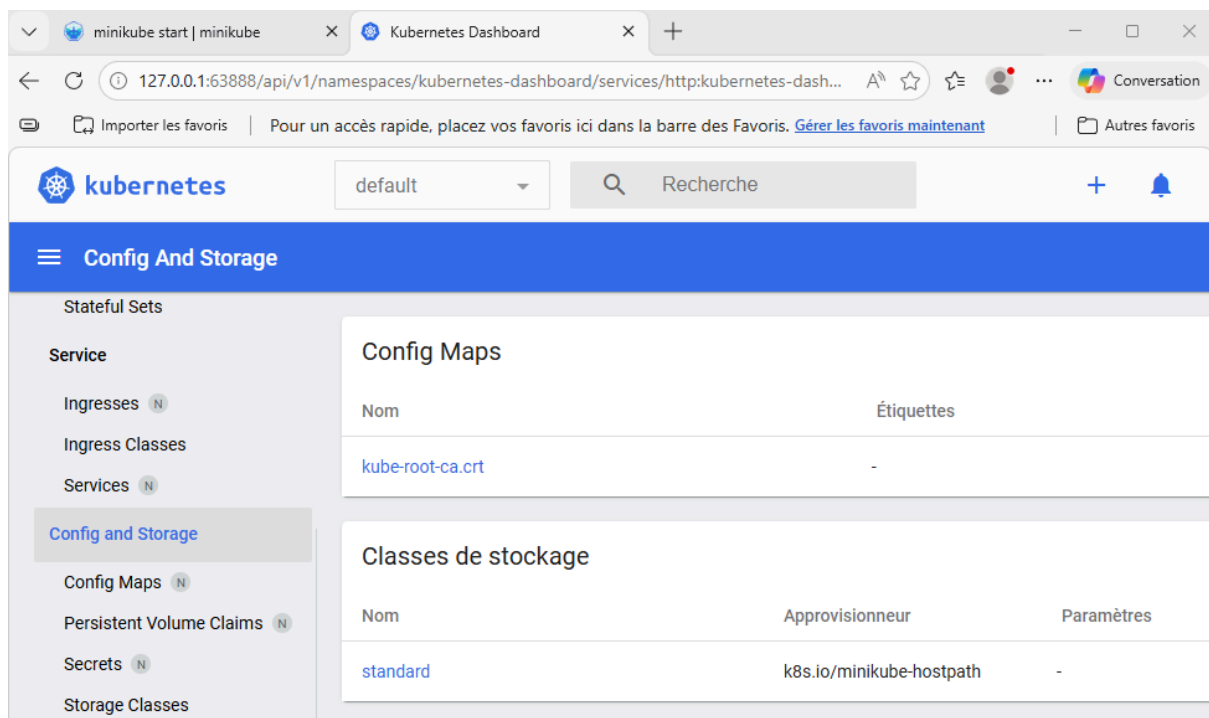 minikube start | minikube
Kubernetes Dashboard
127.0.0.1:63888/api/v1/namespaces/kubernetes-dashboard/services/http:kubernetes-dash...
Conversation
Importer les favoris
Pour un accès rapide, placez vos favoris ici dans la barre des Favoris. Gérer les favoris maintenant
Autres favoris
kubernetes
default
Recherche
Config And Storage
Stateful Sets
Service
Ingresses N
Ingress Classes
Services N
Config and Storage
Config Maps N
Persistent Volume Claims N
Secrets N
Storage Classes
Config Maps
Nom Étiquettes
kube-root-ca.crt -
Classes de stockage
Nom Approvisionneur Paramètres
standard k8s.io/minikube-hostpath -